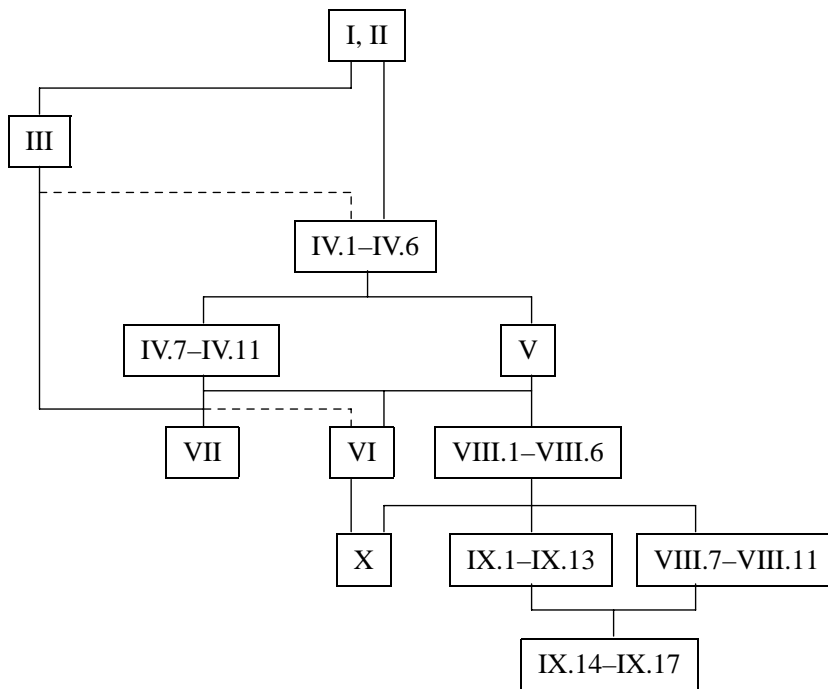 I, II
III
IV.1–IV.6
IV.7–IV.11
V
VII
VI
VIII.1–VIII.6
X
IX.1–IX.13
VIII.7–VIII.11
IX.14–IX.17